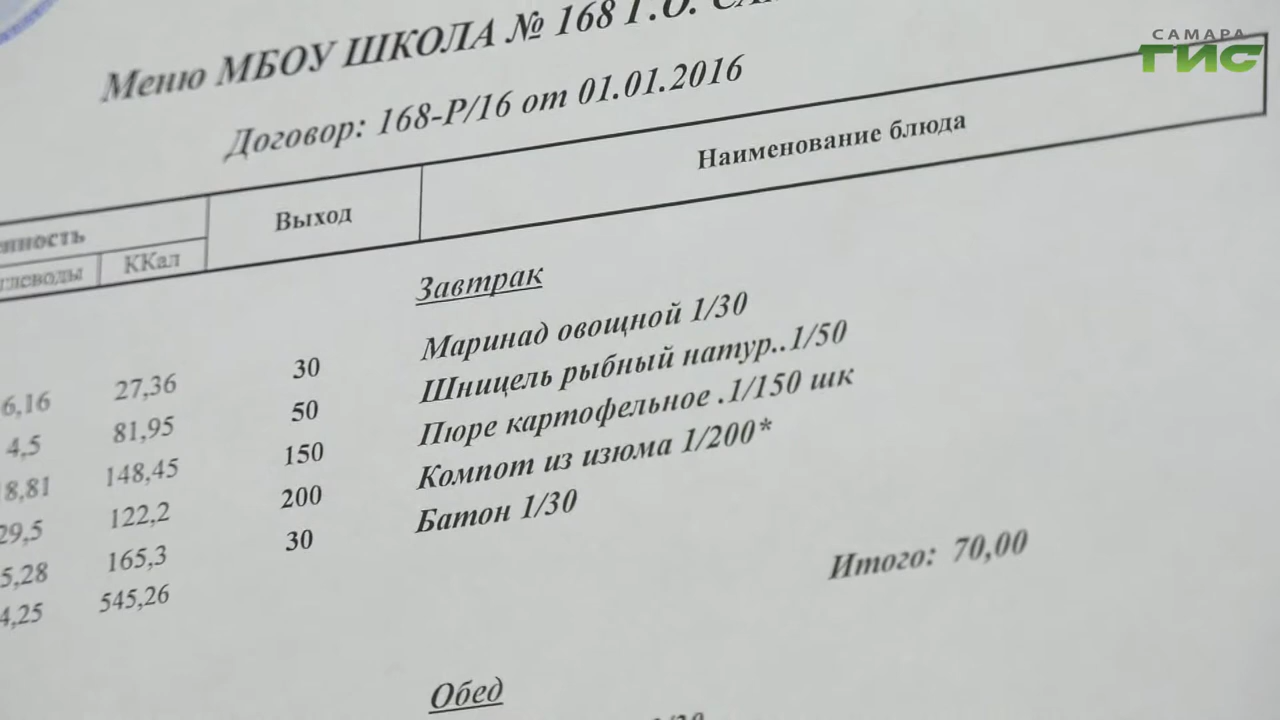 Меню МБОУ ШКОЛА № 168 Г.О.
САМАРА
ГИС
Договор: 168-Р/16 от 01.01.2016
ККал Выход Наименование блюда
Завтрак
6,16 27,36 30 Маринад овощной 1/30
4,5 81,95 50 Шницель рыбный натур..1/50
8,81 148,45 150 Пюре картофельное .1/150 шк
29,5 122,2 200 Компот из изюма 1/200*
5,28 165,3 30 Батон 1/30
4,25 545,26 Итого: 70,00
Обед